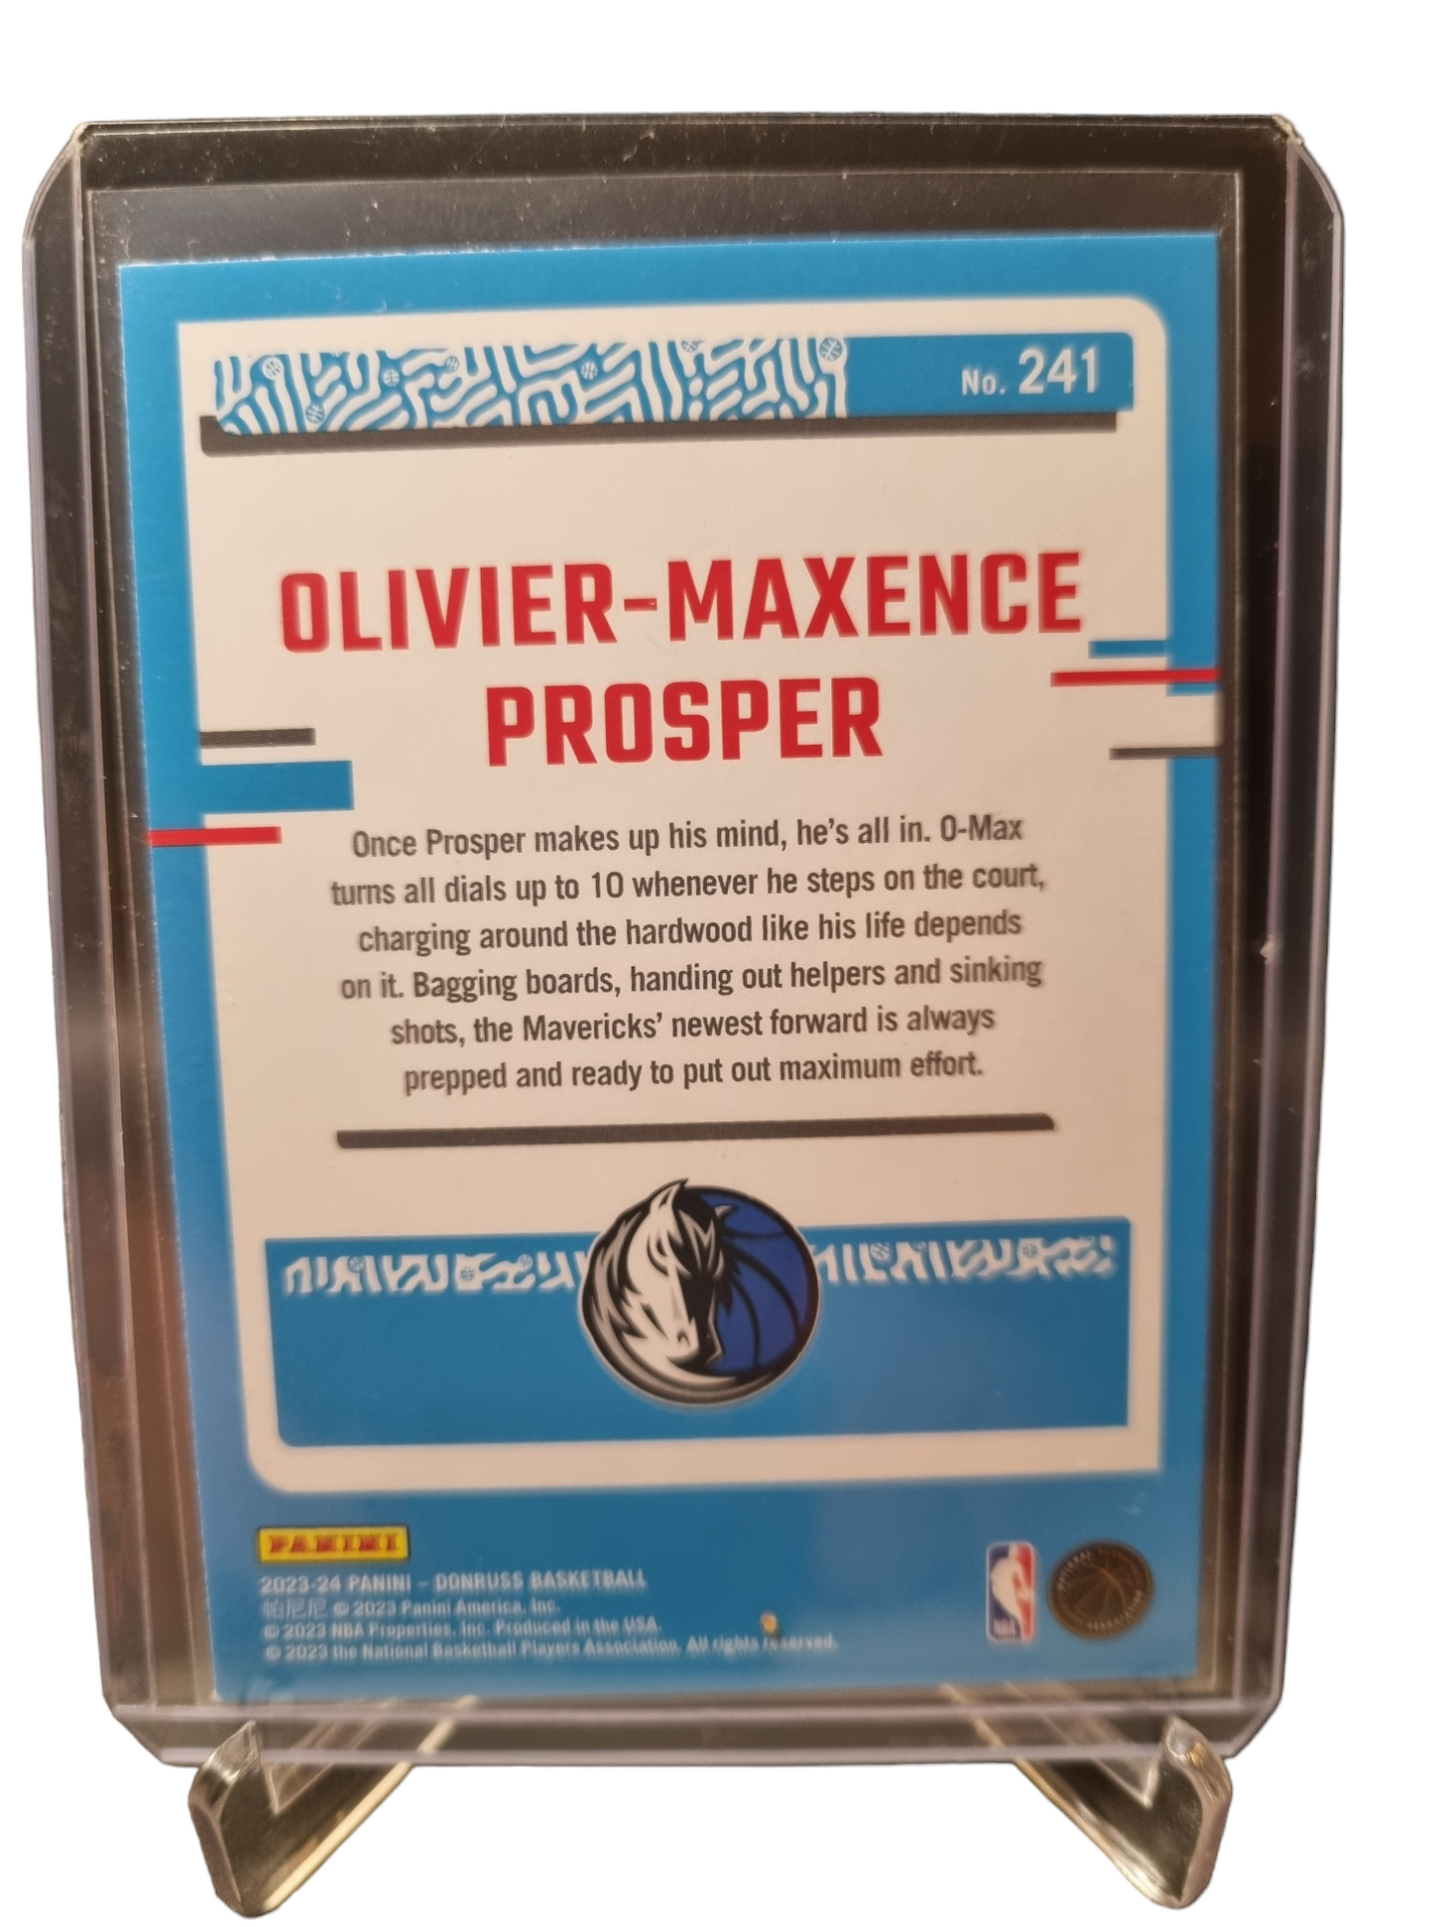 No. 241
OLIVIER-MAXENCE
PROSPER
Once Prosper makes up his mind, he's all in. O-Max
turns all dials up to 10 whenever he steps on the court,
charging around the hardwood like his life depends
on it. Bagging boards, handing out helpers and sinking
shots, the Mavericks' newest forward is always
prepped and ready to put out maximum effort.
PANINI
2023-24 PANINI – DONRUSS BASKETBALL
帕尼尼 © 2023 Panini America, Inc.
© 2023 NBA Properties, Inc. Produced in the USA.
© 2023 the National Basketball Players Association. All rights reserved.
NBA